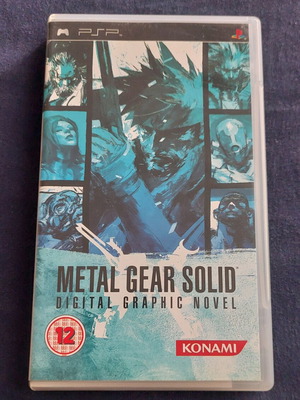 PSP
METAL GEAR SOLID
DIGITAL GRAPHIC NOVEL
12
KONAMI